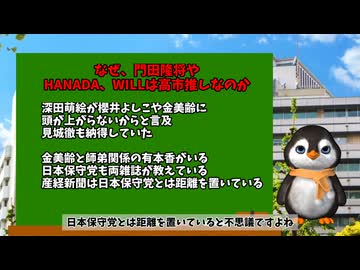 なぜ、門田隆将や
HANADA、WILLは高市推しなのか
深田萌絵が櫻井よしこや金美齢に
頭が上がらないからと言及
見城徹も納得していた
金美齢と師弟関係の有本香がいる
日本保守党も両雑誌が教えている
産経新聞は日本保守党とは距離を置いている
日本保守党とは距離を置いていると不思議ですよね